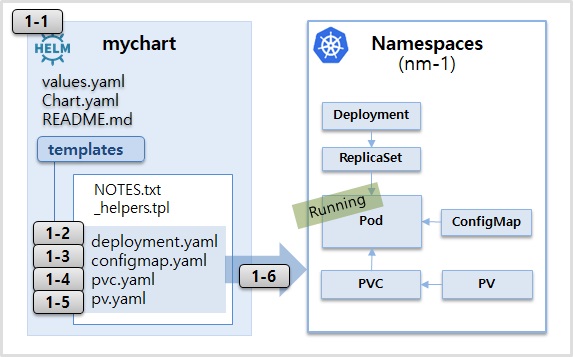 1-1
HELM
mychart
values.yaml
Chart.yaml
README.md
templates
NOTES.txt
_helpers.tpl
1-2
deployment.yaml
1-3
configmap.yaml
1-4
pvc.yaml
1-5
pv.yaml
1-6
Namespaces
(nm-1)
Deployment
ReplicaSet
Running
Pod
ConfigMap
PVC
PV